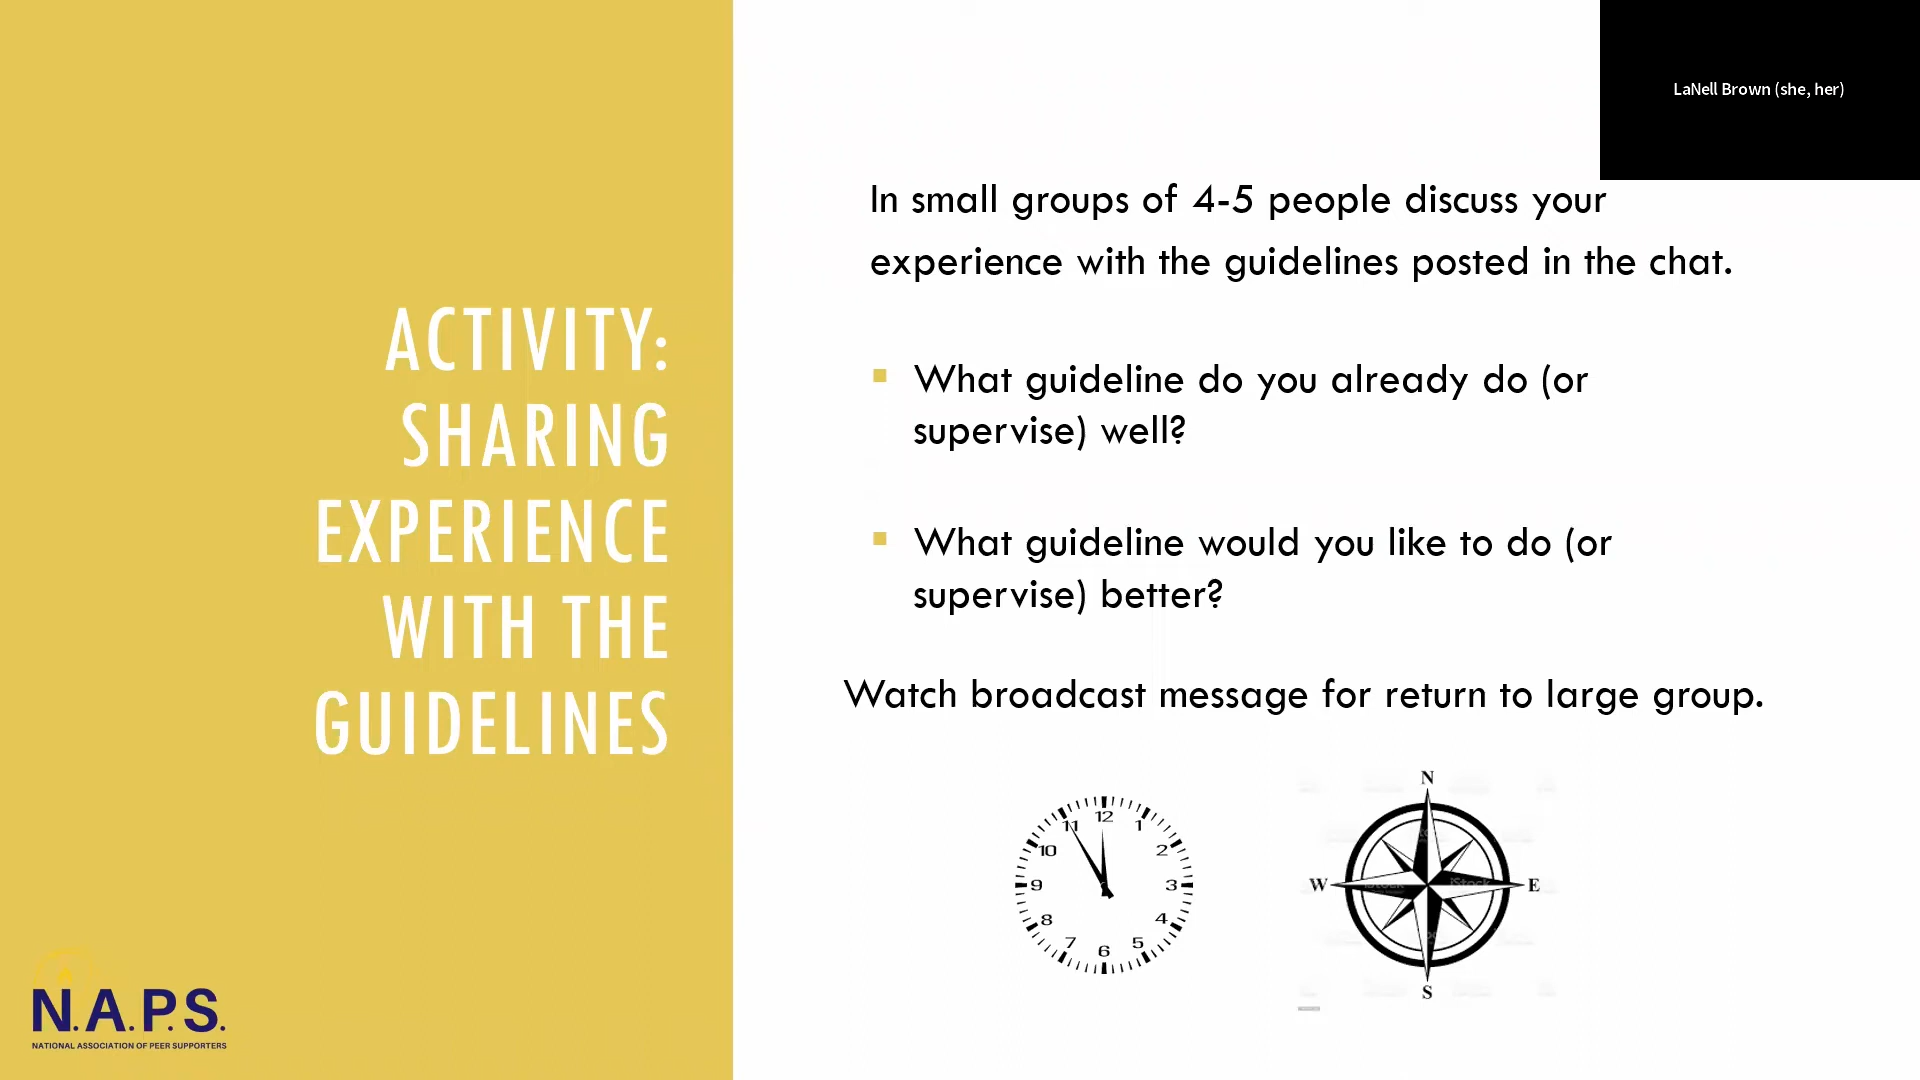 LaNell Brown (she, her)
ACTIVITY:
SHARING
EXPERIENCE
WITH THE
GUIDELINES
In small groups of 4-5 people discuss your
experience with the guidelines posted in the chat.
What guideline do you already do (or
supervise) well?
What guideline would you like to do (or
supervise) better?
Watch broadcast message for return to large group.
12
1
2
3
4
5
6
7
8
9
10
11
N
W
E
S
iStock
iStock
N.A.P.S.
NATIONAL ASSOCIATION OF PEER SUPPORTERS